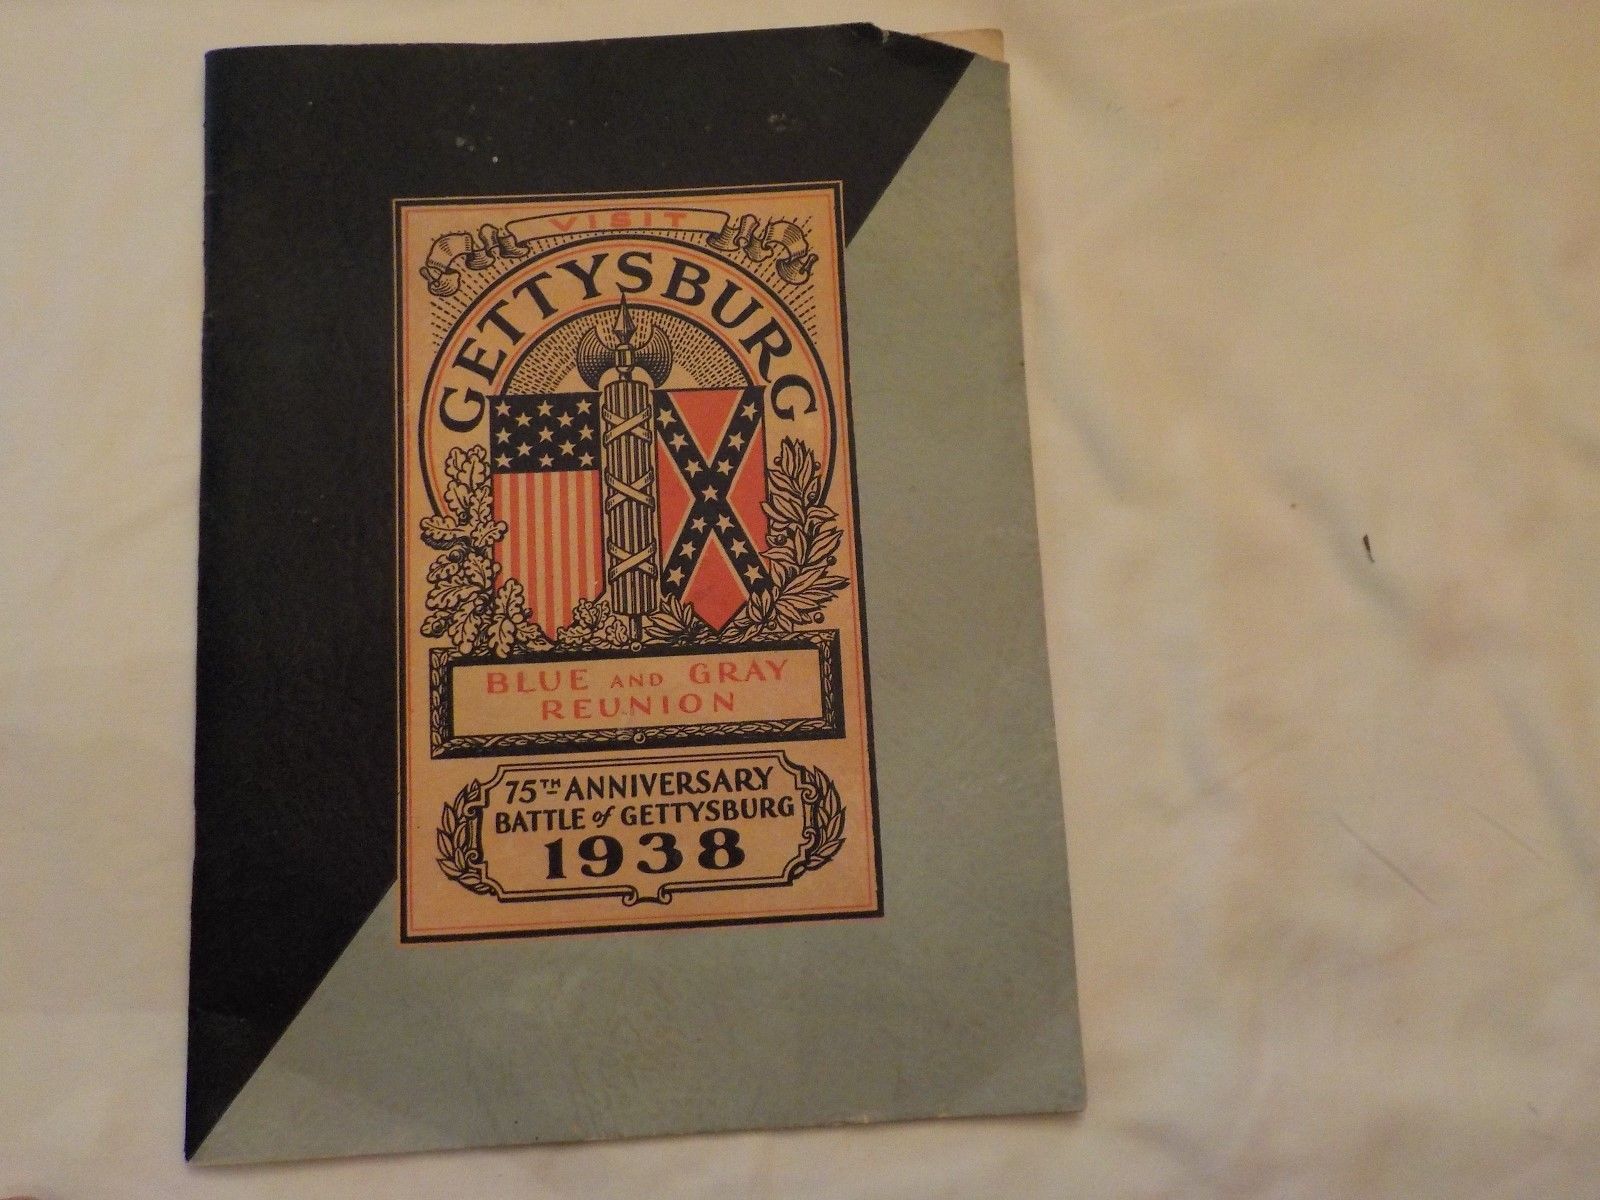 VISIT
GETTYSBURG
BLUE AND GRAY
REUNION
75TH ANNIVERSARY
BATTLE of GETTYSBURG
1938